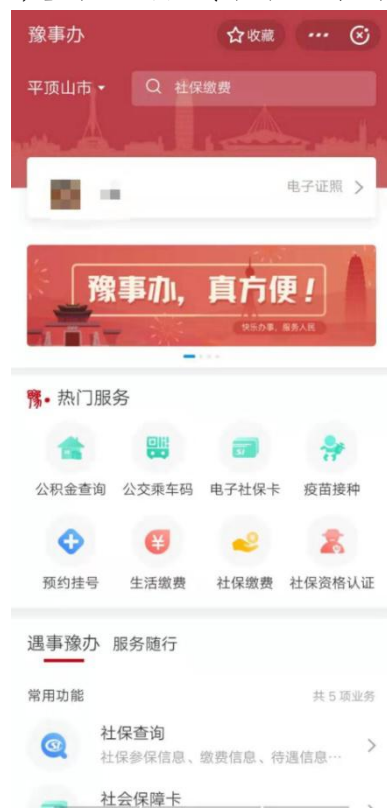 豫事办
收藏
平顶山市
社保缴费
电子证照
豫事办，真方便！
快乐办事，服务人民
豫 热门服务
公积金查询 公交乘车码 电子社保卡 疫苗接种
预约挂号 生活缴费 社保缴费 社保资格认证
遇事豫办 服务随行
常用功能 共5项业务
社保查询
社保参保信息、缴费信息、待遇信息…
社会保障卡